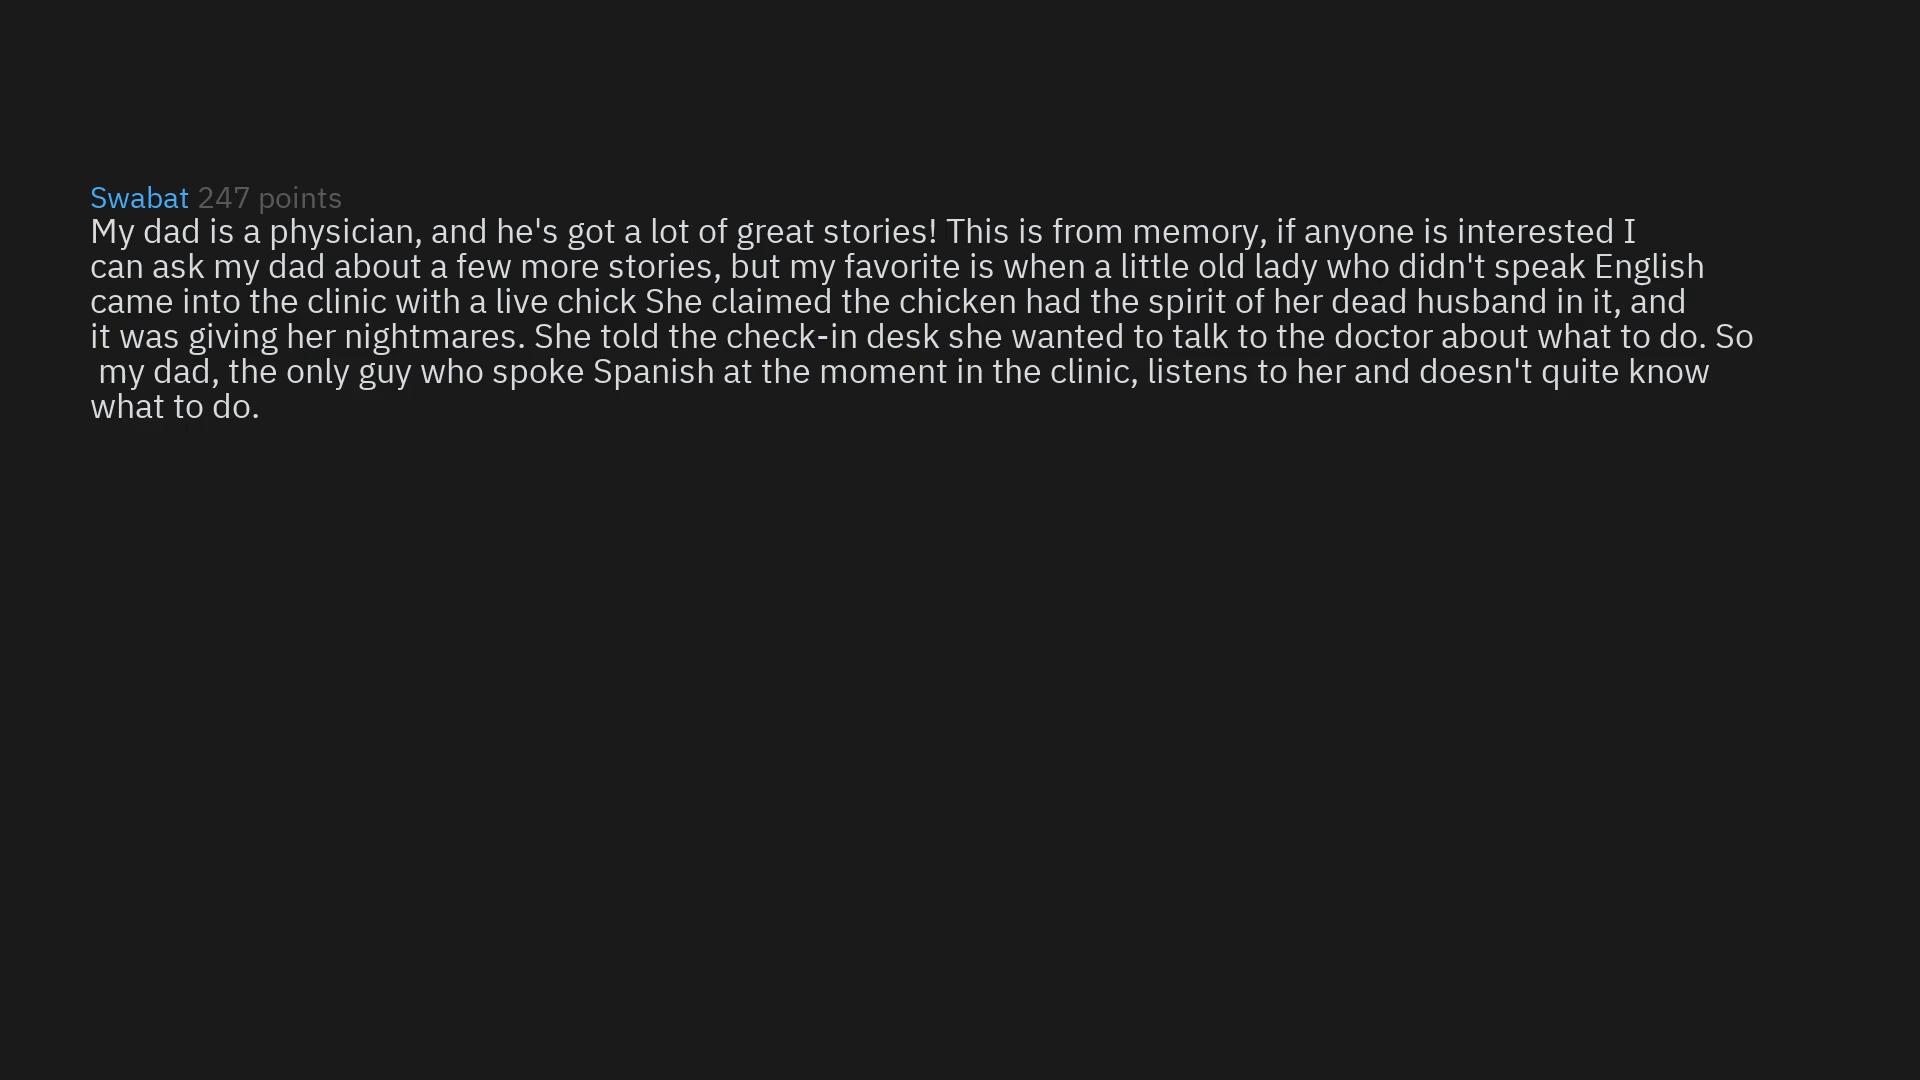 Swabat 247 points
My dad is a physician, and he's got a lot of great stories! This is from memory, if anyone is interested I
can ask my dad about a few more stories, but my favorite is when a little old lady who didn't speak English
came into the clinic with a live chick She claimed the chicken had the spirit of her dead husband in it, and
it was giving her nightmares. She told the check-in desk she wanted to talk to the doctor about what to do. So
my dad, the only guy who spoke Spanish at the moment in the clinic, listens to her and doesn't quite know
what to do.